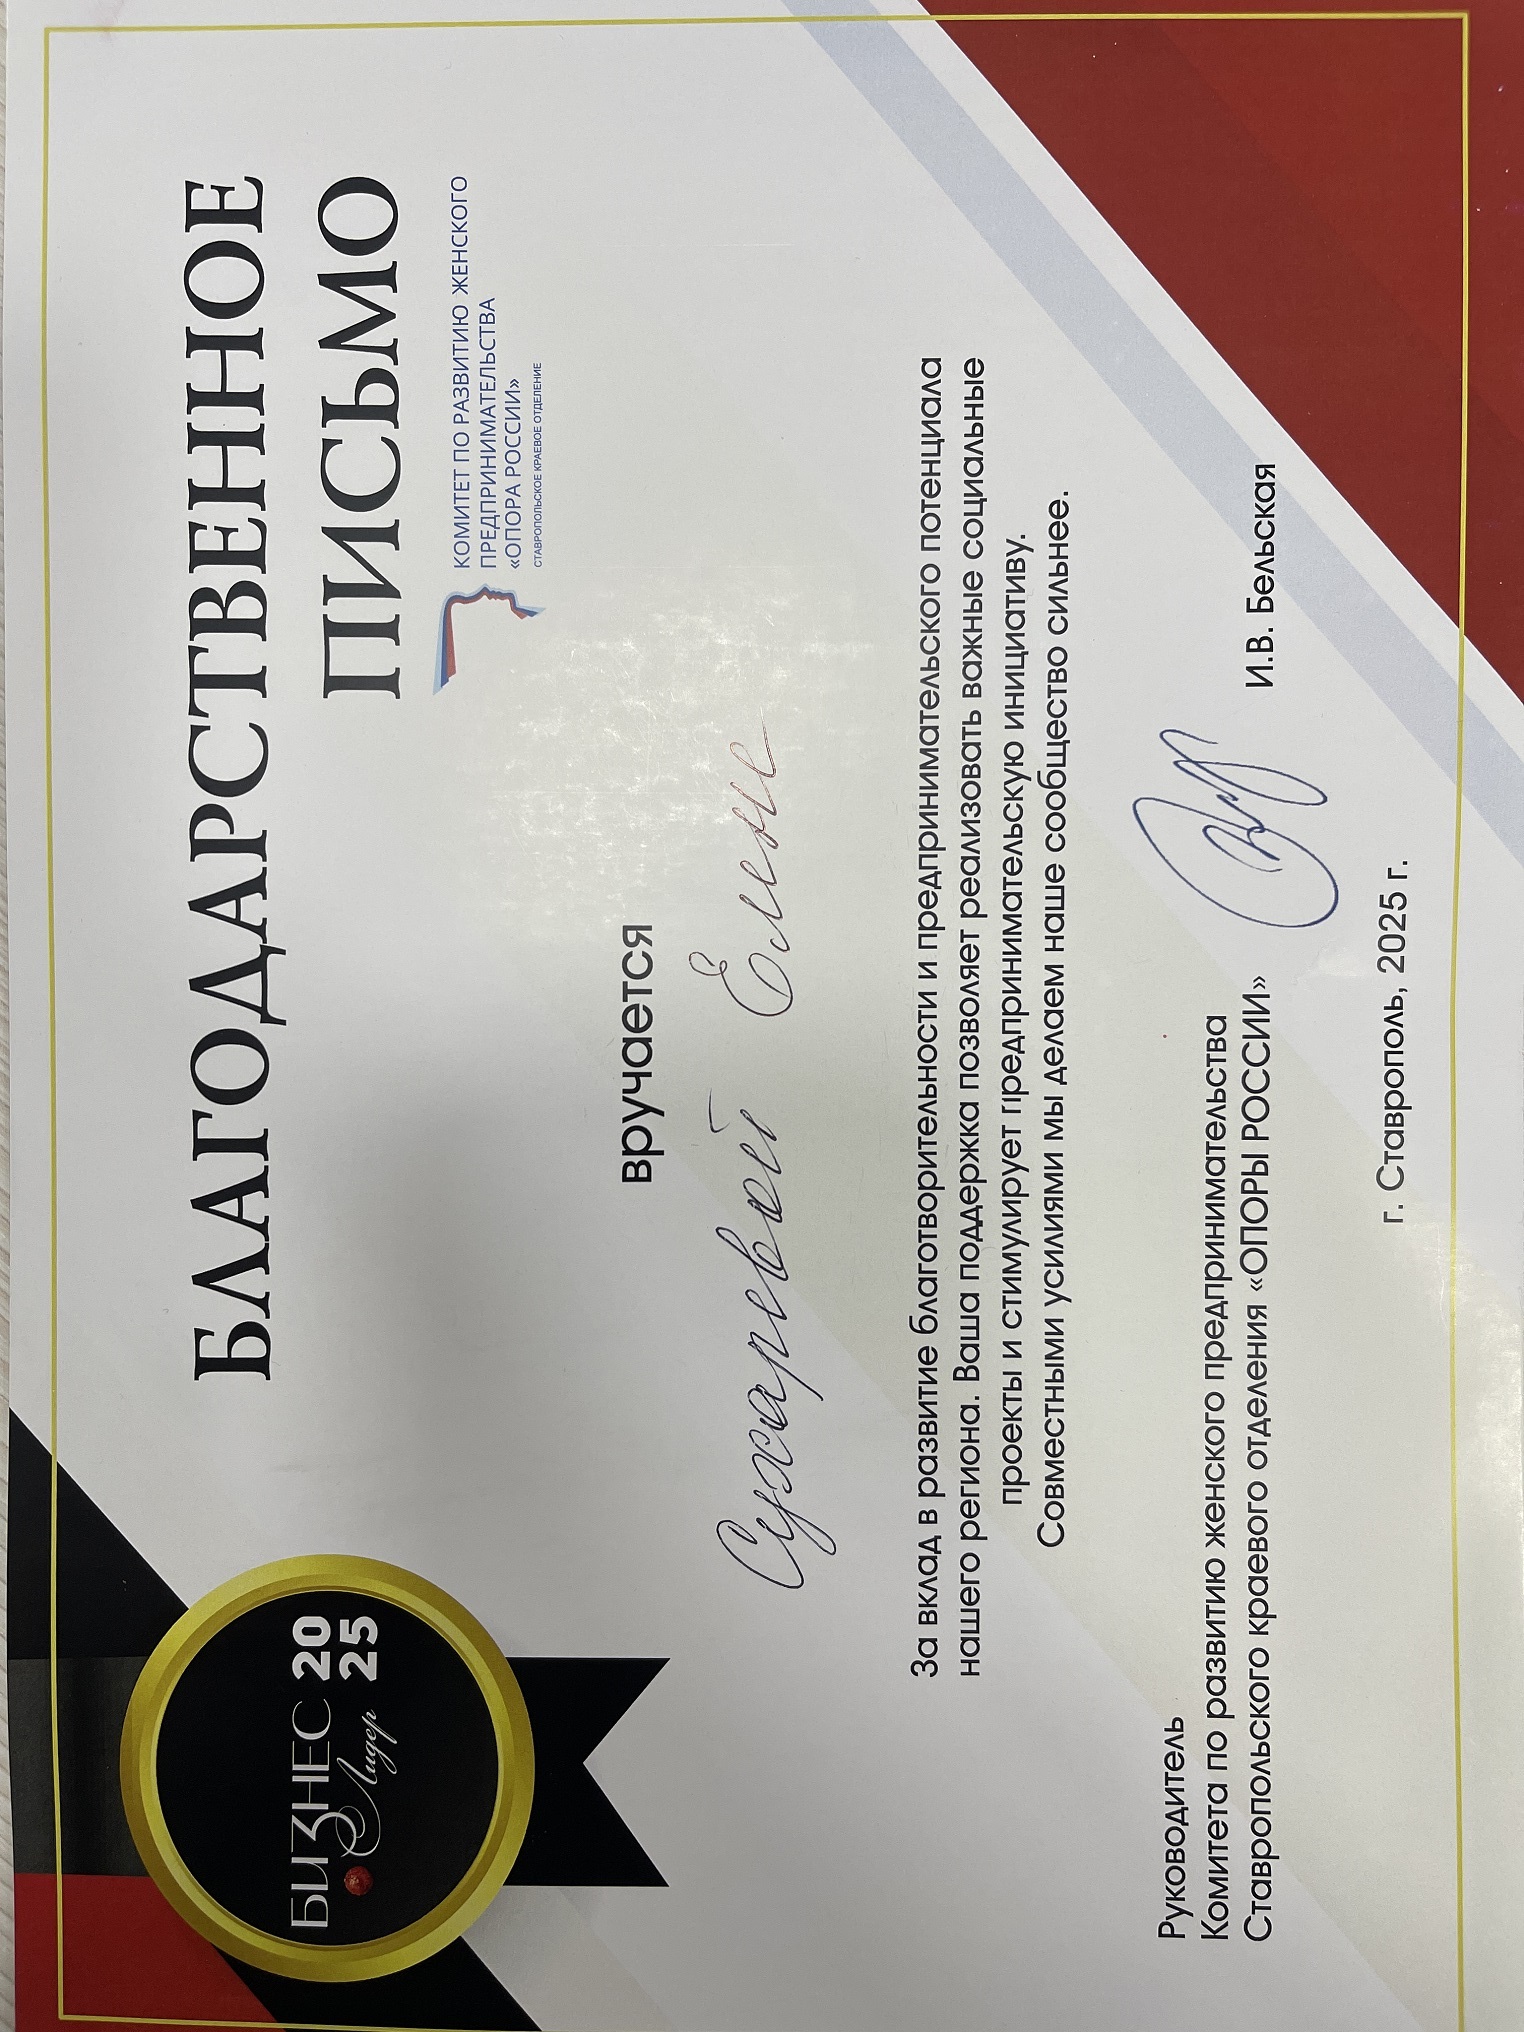 БИЗНЕС 2025
Лидер
БЛАГОДАРСТВЕННОЕ
ПИСЬМО
КОМИТЕТ ПО РАЗВИТИЮ ЖЕНСКОГО
ПРЕДПРИНИМАТЕЛЬСТВА
«ОПОРА РОССИИ»
СТАВРОПОЛЬСКОЕ КРАЕВОЕ ОТДЕЛЕНИЕ
вручается
Сухаревой Елене
За вклад в развитие благотворительности и предпринимательского потенциала
нашего региона. Ваша поддержка позволяет реализовать важные социальные
проекты и стимулирует предпринимательскую инициативу.
Совместными усилиями мы делаем наше сообщество сильнее.
Руководитель
Комитета по развитию женского предпринимательства
Ставропольского краевого отделения «ОПОРЫ РОССИИ» И.В. Бельская
г. Ставрополь, 2025 г.